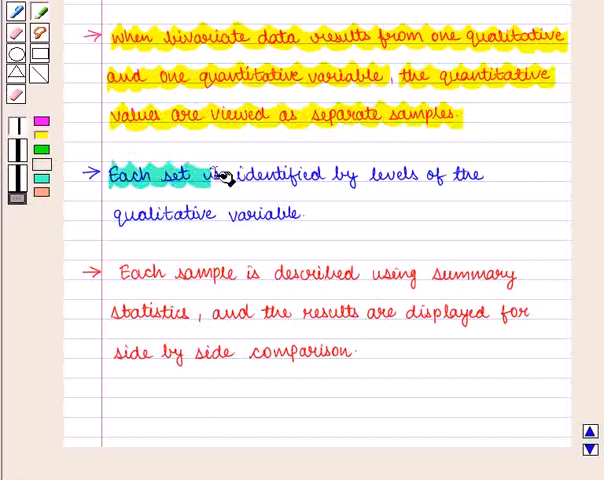 → when bivariate data results from one qualitative
and one quantitative variable, the quantitative
values are viewed as separate samples.
→ Each set is identified by levels of the
qualitative variable.
→ Each sample is described using summary
statistics, and the results are displayed for
side by side comparison.